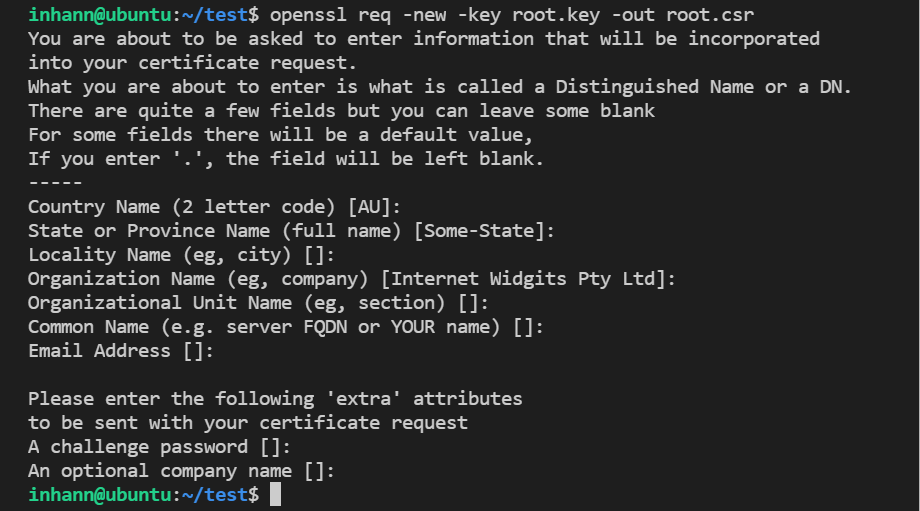 inhann@ubuntu:~/test$ openssl req -new -key root.key -out root.csr
You are about to be asked to enter information that will be incorporated
into your certificate request.
What you are about to enter is what is called a Distinguished Name or a DN.
There are quite a few fields but you can leave some blank
For some fields there will be a default value,
If you enter '.', the field will be left blank.
-----
Country Name (2 letter code) [AU]:
State or Province Name (full name) [Some-State]:
Locality Name (eg, city) []:
Organization Name (eg, company) [Internet Widgits Pty Ltd]:
Organizational Unit Name (eg, section) []:
Common Name (e.g. server FQDN or YOUR name) []:
Email Address []:

Please enter the following 'extra' attributes
to be sent with your certificate request
A challenge password []:
An optional company name []:
inhann@ubuntu:~/test$